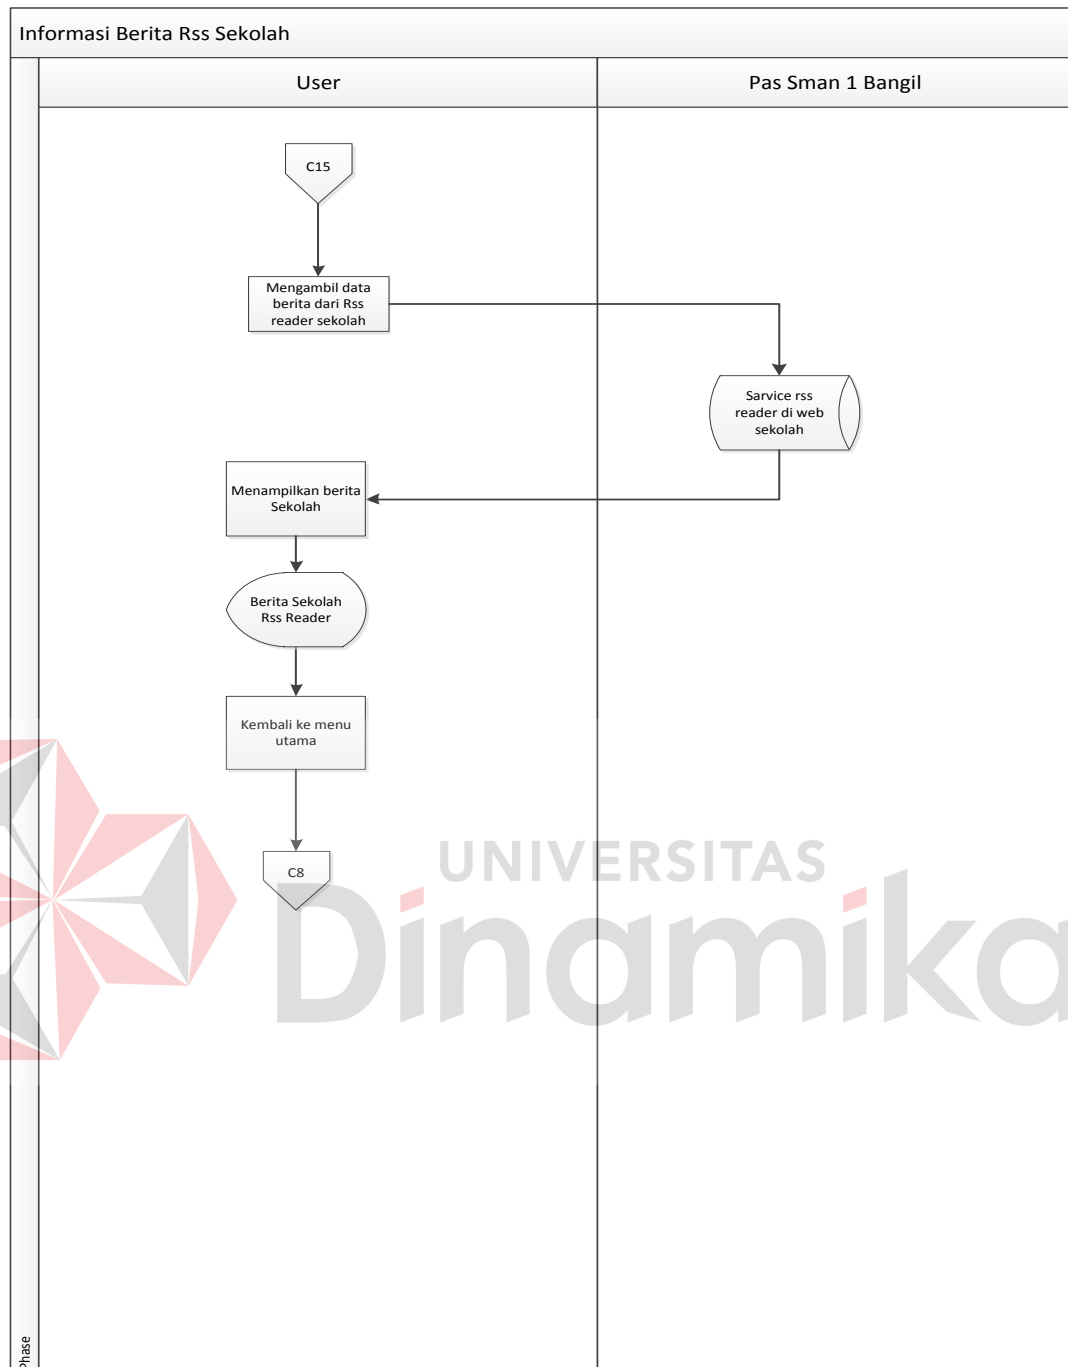 Informasi Berita Rss Sekolah
User
Pas Sman 1 Bangil
C15
Mengambil data
berita dari Rss
reader sekolah
Sarvice rss
reader di web
sekolah
Menampilkan berita
Sekolah
Berita Sekolah
Rss Reader
Kembali ke menu
utama
C8
UNIVERSITAS
Dinamika
Phase